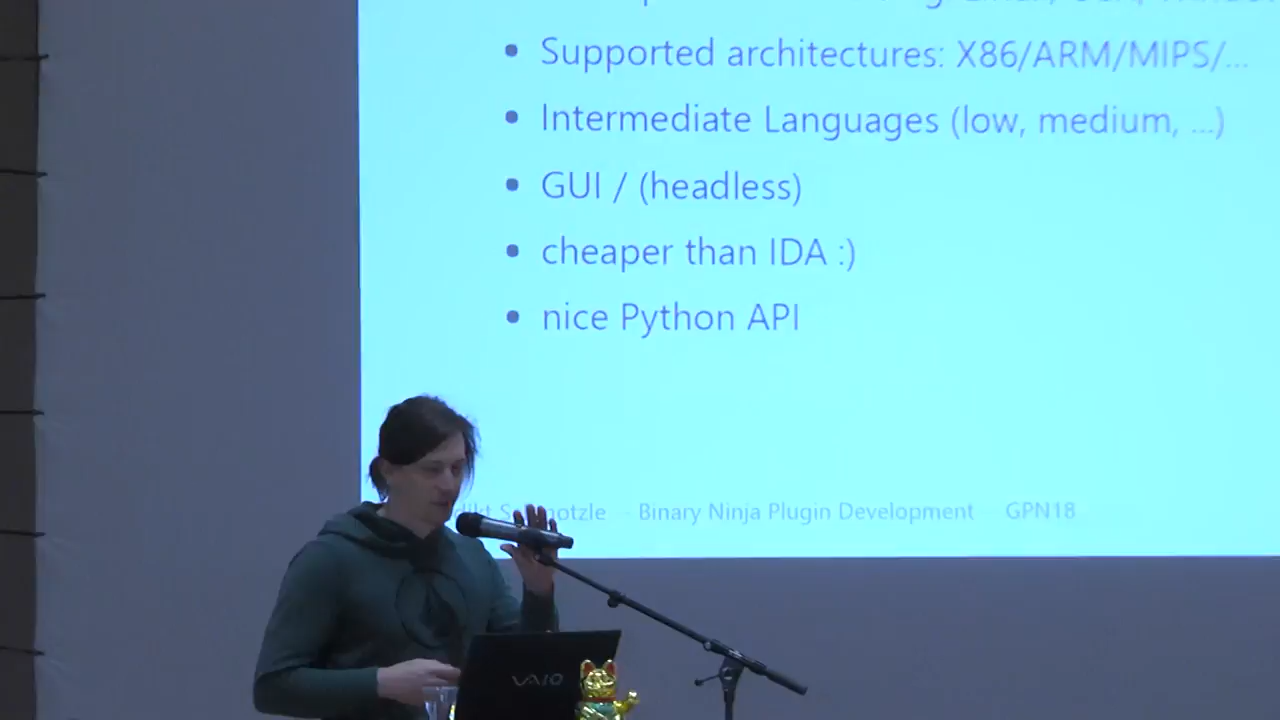 Supported architectures: X86/ARM/MIPS/...
Intermediate Languages (low, medium, ...)
GUI / (headless)
cheaper than IDA :)
nice Python API
Binary Ninja Plugin Development GPN18
VAIO